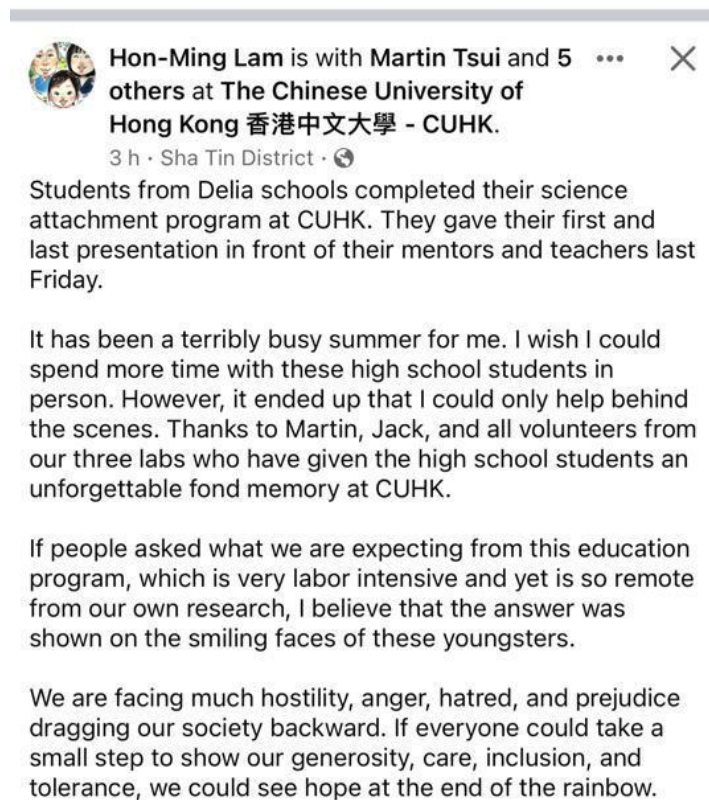 Hon-Ming Lam is with Martin Tsui and 5
others at The Chinese University of
Hong Kong 香港中文大學 - CUHK.
3 h · Sha Tin District ·
Students from Delia schools completed their science
attachment program at CUHK. They gave their first and
last presentation in front of their mentors and teachers last
Friday.
It has been a terribly busy summer for me. I wish I could
spend more time with these high school students in
person. However, it ended up that I could only help behind
the scenes. Thanks to Martin, Jack, and all volunteers from
our three labs who have given the high school students an
unforgettable fond memory at CUHK.
If people asked what we are expecting from this education
program, which is very labor intensive and yet is so remote
from our own research, I believe that the answer was
shown on the smiling faces of these youngsters.
We are facing much hostility, anger, hatred, and prejudice
dragging our society backward. If everyone could take a
small step to show our generosity, care, inclusion, and
tolerance, we could see hope at the end of the rainbow.